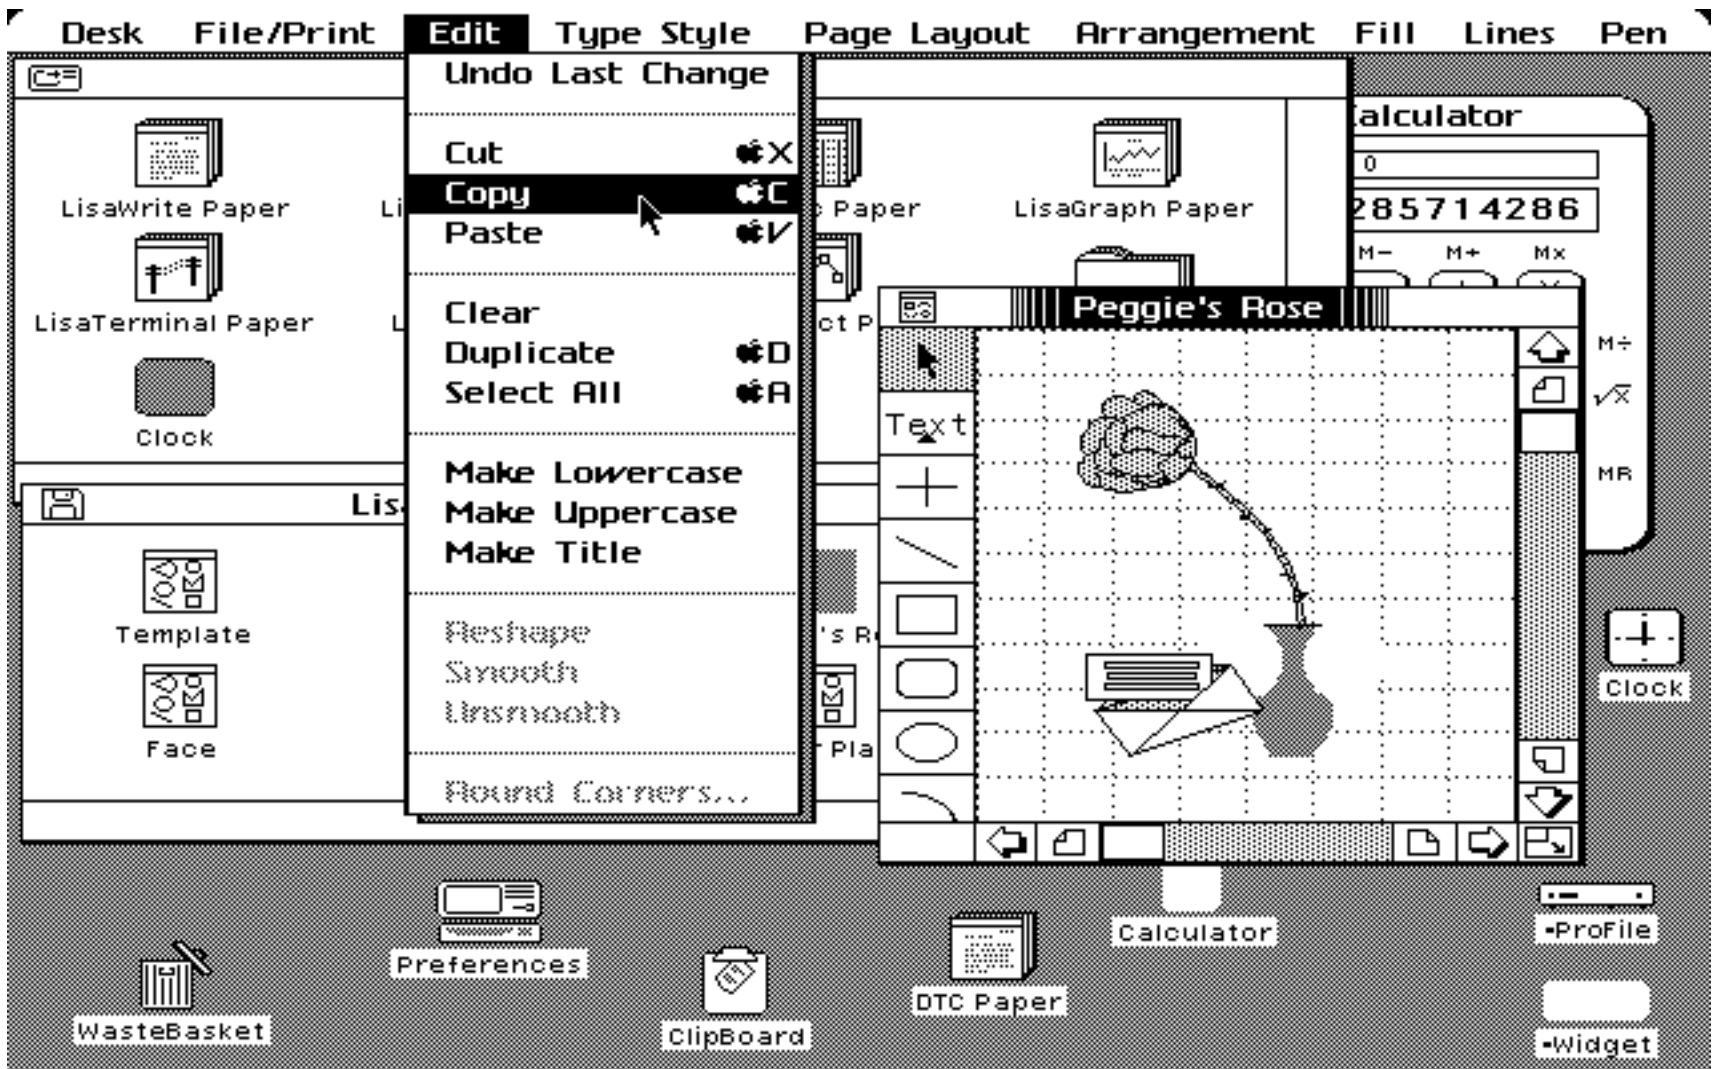 Desk File/Print Edit Type Style Page Layout Arrangement Fill Lines Pen
Undo Last Change
Cut X
Copy C
Paste V
Clear
Duplicate D
Select All A
Make Lowercase
Make Uppercase
Make Title
Reshape
Smooth
Unsmooth
Round Corners...
LisaWrite Paper
Paper
LisaGraph Paper
LisaTerminal Paper
Clock
Lis
Template
's R
Face
Pla
alculator
0
285714286
M- M+ Mx
M÷
√x
MR
Peggie's Rose
Text
Clock
WasteBasket
Preferences
ClipBoard
DTC Paper
Calculator
-ProFile
-Widget